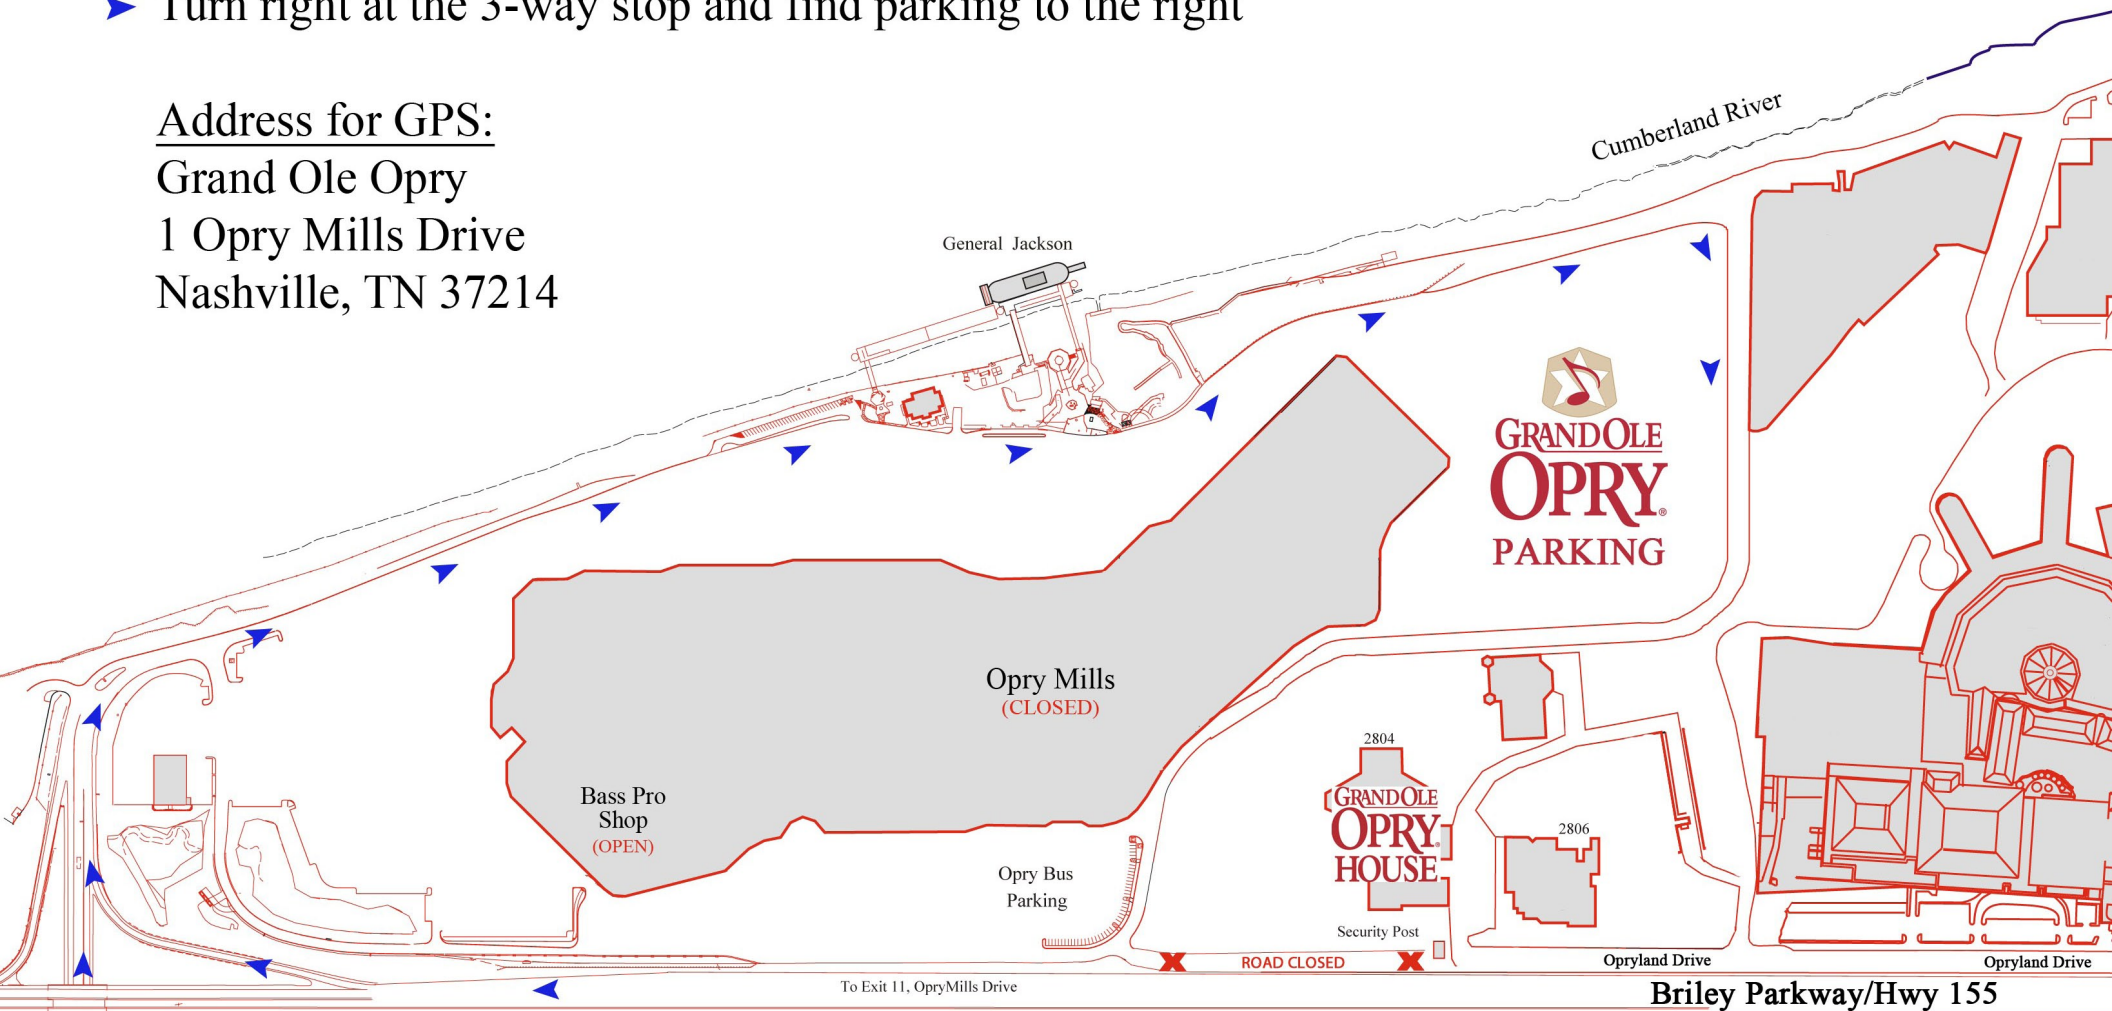 Turn right at the 3-way stop and find parking to the right
Address for GPS:
Grand Ole Opry
1 Opry Mills Drive
Nashville, TN 37214
Cumberland River
General Jackson
GRAND OLE
OPRY®
PARKING
Opry Mills
(CLOSED)
Bass Pro
Shop
(OPEN)
2804
GRAND OLE
OPRY®
HOUSE
2806
Opry Bus
Parking
Security Post
ROAD CLOSED
Opryland Drive
Opryland Drive
To Exit 11, OpryMills Drive
Briley Parkway/Hwy 155